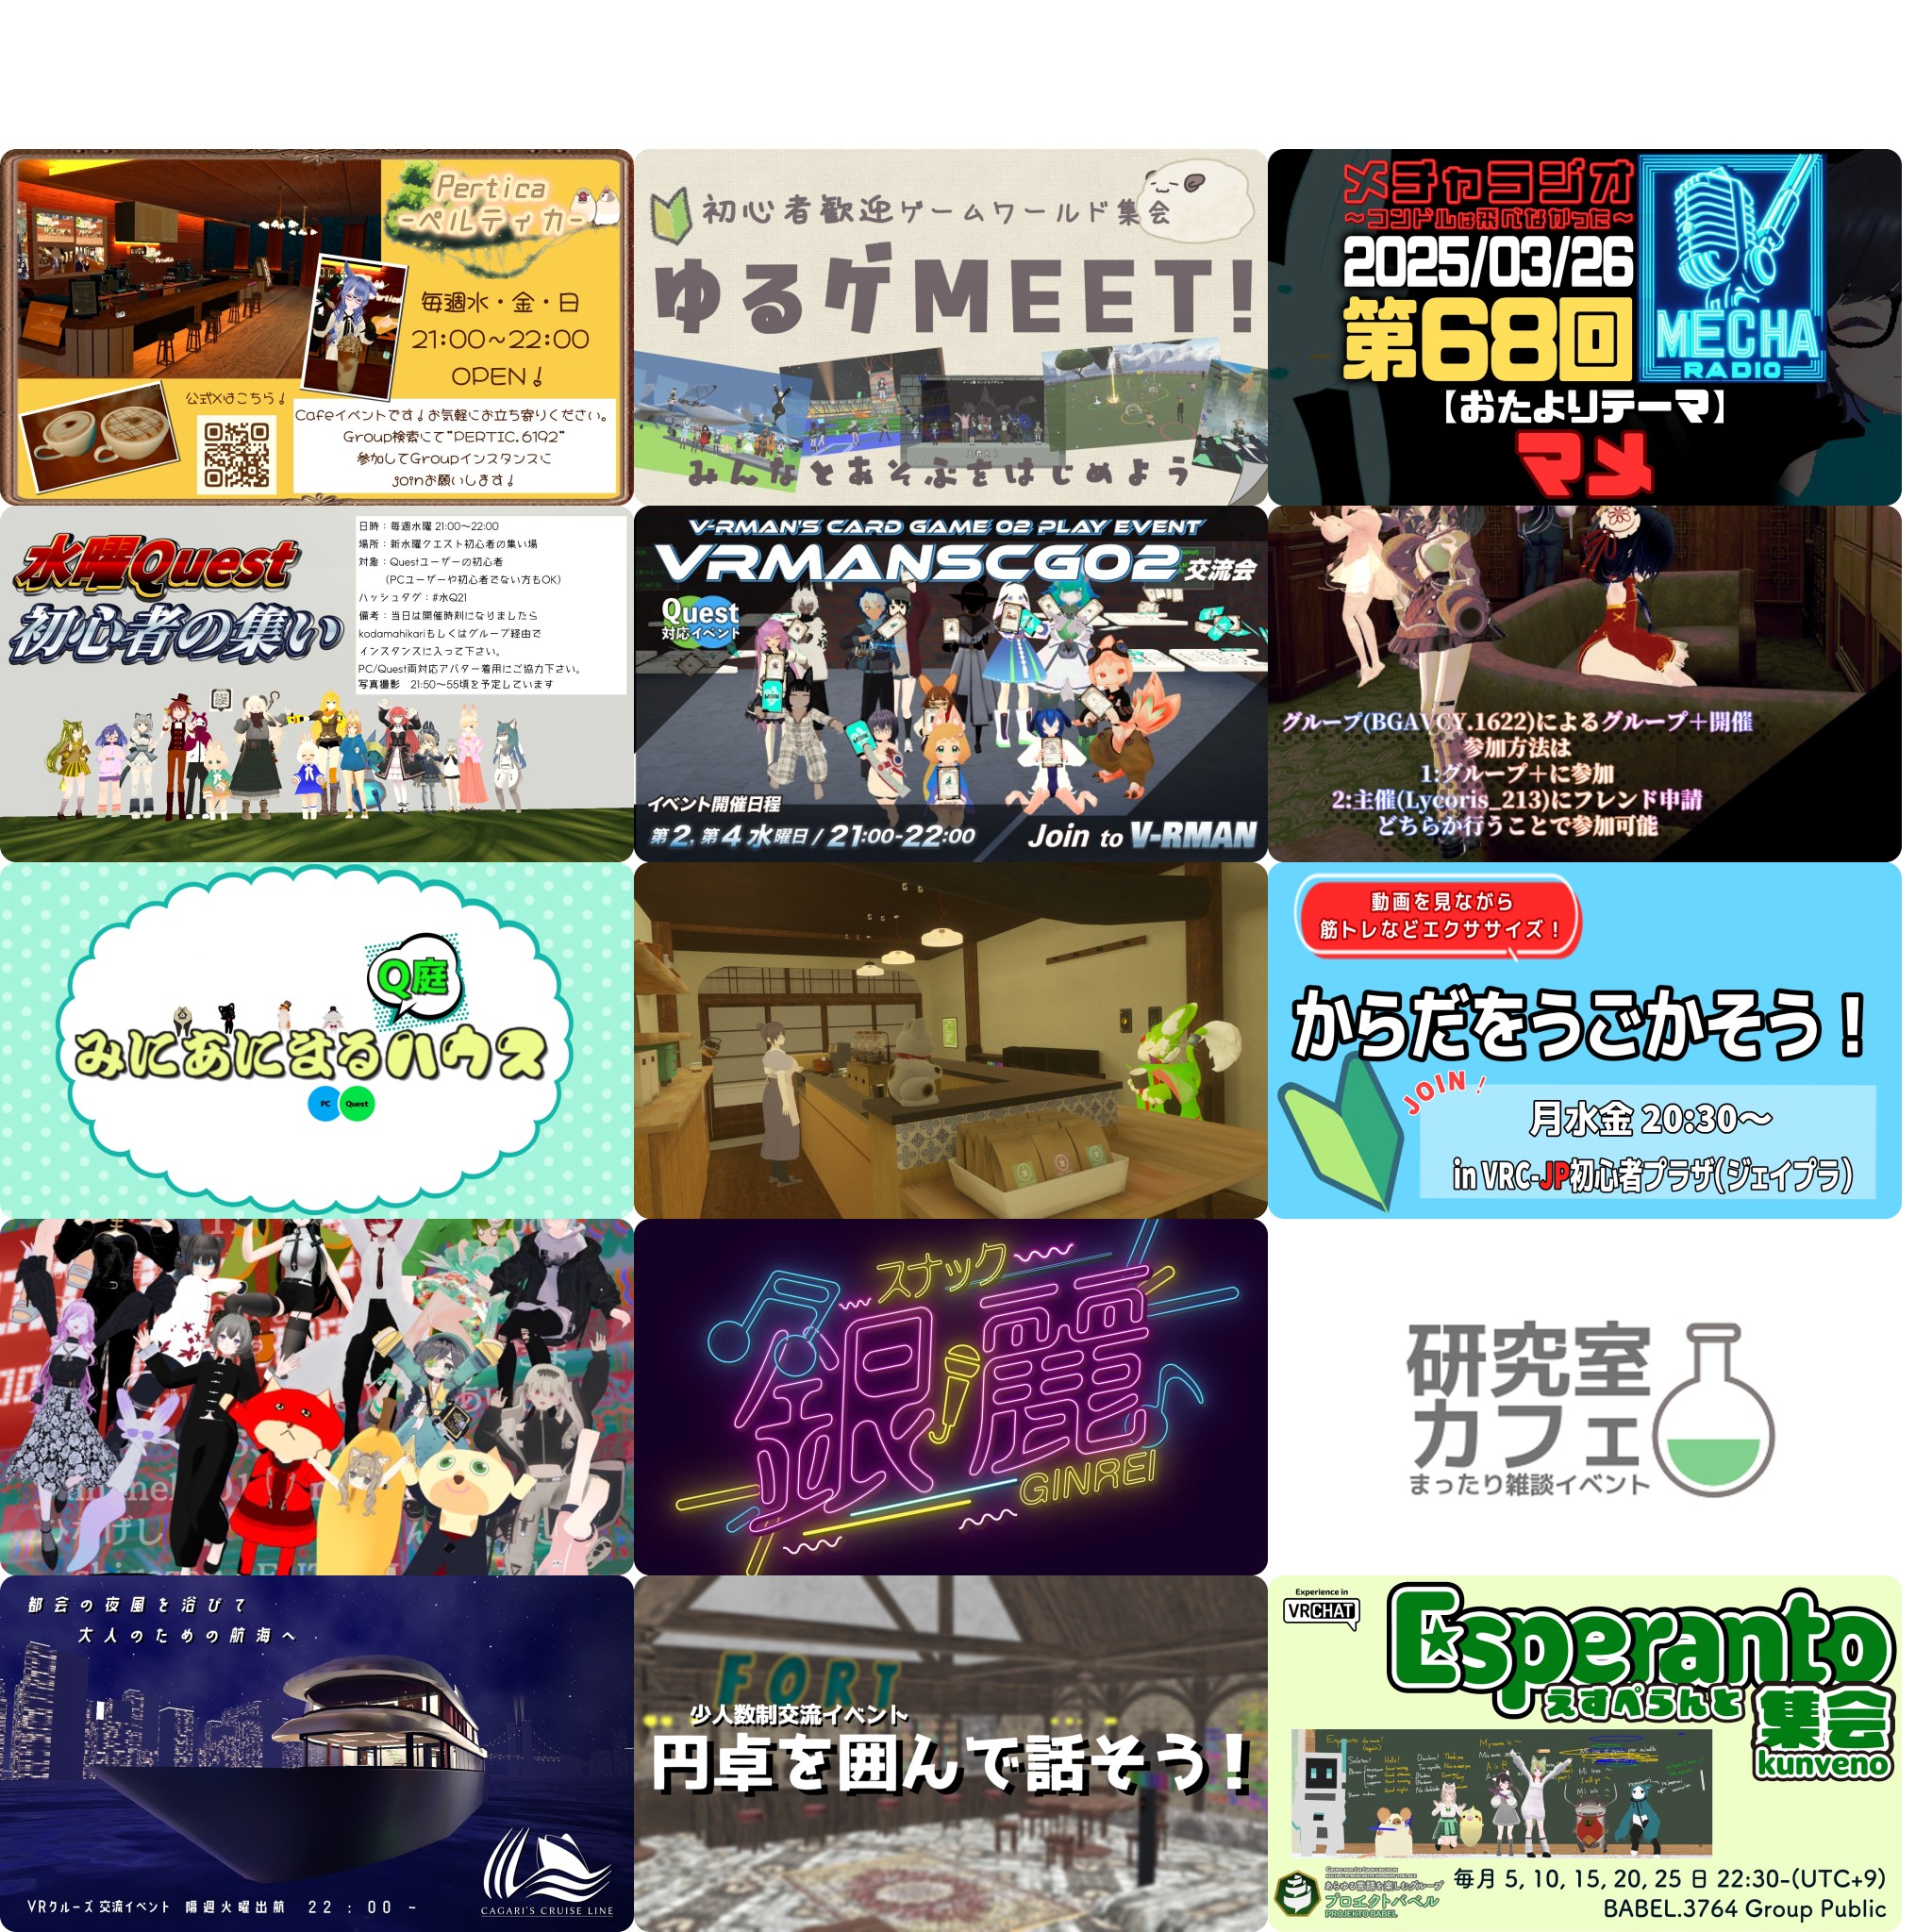 Pertica
-ペルティカ-
毎週水・金・日
21:00~22:00
OPEN!
公式Xはこちら!
Cafeイベントです!お気軽にお立ち寄りください。
Group検索にて"PERTIC.6192"
参加してGroupインスタンスに
joinお願いします!
初心者歓迎ゲームワールド集会
ゆるゲMEET!
みんなとあそぶをはじめよう
メチャラジオ
~コンドルは飛べなかった~
2025/03/26
第68回
MECHA
RADIO
【おたよりテーマ】
マメ
水曜Quest
初心者の集い
日時：毎週水曜 21:00~22:00
場所：新水曜クエスト初心者の集い場
対象：Questユーザーの初心者
(PCユーザーや初心者でない方もOK)
ハッシュタグ：#水Q21
備考：当日は開催時刻になりましたら
kodamahikariもしくはグループ経由で
インスタンスに入って下さい。
PC/Quest両対応アバター着用にご協力下さい。
写真撮影　21:50~55頃を予定しています
V-RMAN'S CARD GAME 02 PLAY EVENT
VRMANSCG02交流会
Quest
対応イベント
イベント開催日程
第2, 第4 水曜日 / 21:00-22:00
Join to V-RMAN
グループ(BGAVCY.1622)によるグループ＋開催
参加方法は
1:グループ＋に参加
2:主催(Lycoris_213)にフレンド申請
どちらか行うことで参加可能
Q庭
みにあにまるハウス
PC
Quest
動画を見ながら
筋トレなどエクササイズ！
からだをうごかそう！
JOIN!
月水金 20:30～
in VRC-JP初心者プラザ(ジェイプラ)
スナック
銀麗
GINREI
研究室
カフェ
まったり雑談イベント
都会の夜風を浴びて
大人のための航海へ
VRクルーズ 交流イベント 隔週火曜出航 22：00 ~
CAGARI'S CRUISE LINE
FORT
少人数制交流イベント
円卓を囲んで話そう！
Experience in
VRCHAT
Esperanto
えすぺらんと
集会
kunveno
あらゆる言語を楽しむグループ
プロイェクトバベル
PROJEKTO BABEL
毎月 5, 10, 15, 20, 25 日 22:30-(UTC+9)
BABEL.3764 Group Public